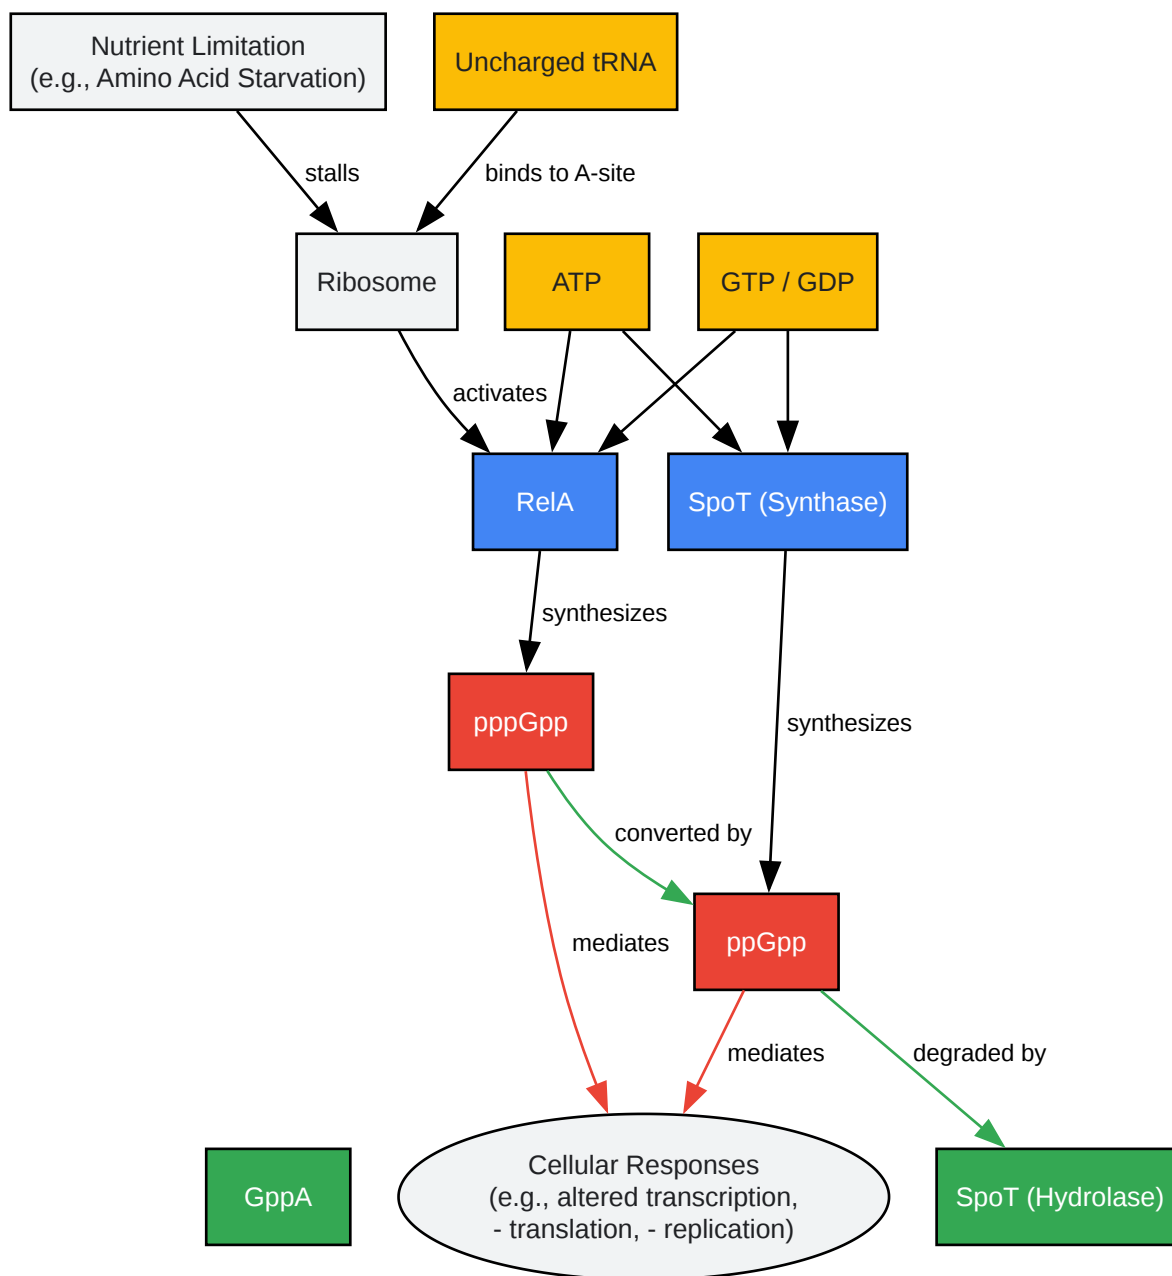 Nutrient Limitation
(e.g., Amino Acid Starvation)
Uncharged tRNA
stalls
binds to A-site
Ribosome
ATP
GTP / GDP
activates
RelA
SpoT (Synthase)
synthesizes
pppGpp
synthesizes
converted by
mediates
ppGpp
mediates
degraded by
GppA
Cellular Responses
(e.g., altered transcription,
- translation, - replication)
SpoT (Hydrolase)